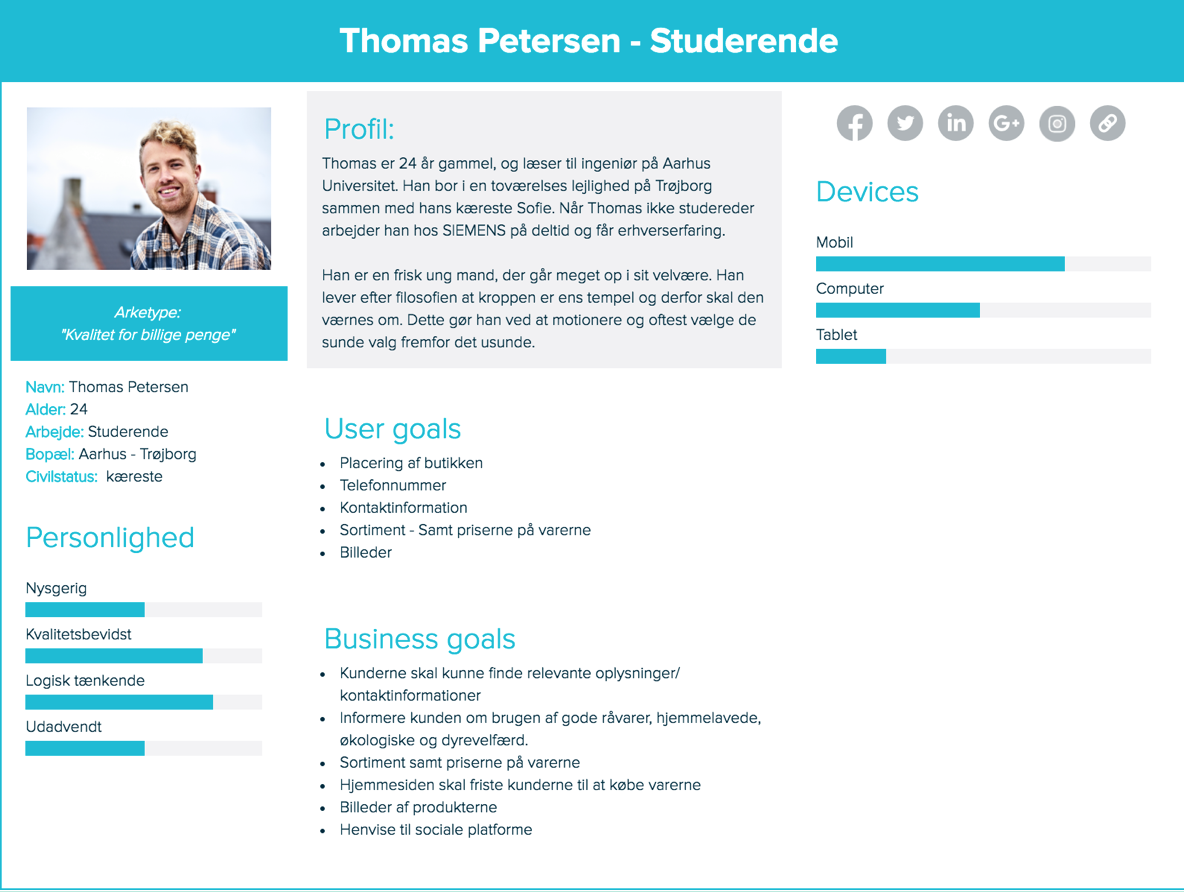 Thomas Petersen - Studerende
Arketype:
"Kvalitet for billige penge"
Navn: Thomas Petersen
Alder: 24
Arbejde: Studerende
Bopæl: Aarhus - Trøjborg
Civilstatus: kæreste
Personlighed
Nysgerig
Kvalitetsbevidst
Logisk tænkende
Udadvendt
Profil:
Thomas er 24 år gammel, og læser til ingeniør på Aarhus
Universitet. Han bor i en toværelses lejlighed på Trøjborg
sammen med hans kæreste Sofie. Når Thomas ikke studereder
arbejder han hos SIEMENS på deltid og får erhverserfaring.
Han er en frisk ung mand, der går meget op i sit velvære. Han
lever efter filosofien at kroppen er ens tempel og derfor skal den
værnes om. Dette gør han ved at motionere og oftest vælge de
sunde valg fremfor det usunde.
User goals
• Placering af butikken
• Telefonnummer
• Kontaktinformation
• Sortiment - Samt priserne på varerne
• Billeder
Business goals
• Kunderne skal kunne finde relevante oplysninger/
kontaktinformationer
• Informere kunden om brugen af gode råvarer, hjemmelavede,
økologiske og dyrevelfærd.
• Sortiment samt priserne på varerne
• Hjemmesiden skal friste kunderne til at købe varerne
• Billeder af produkterne
• Henvise til sociale platforme
Devices
Mobil
Computer
Tablet